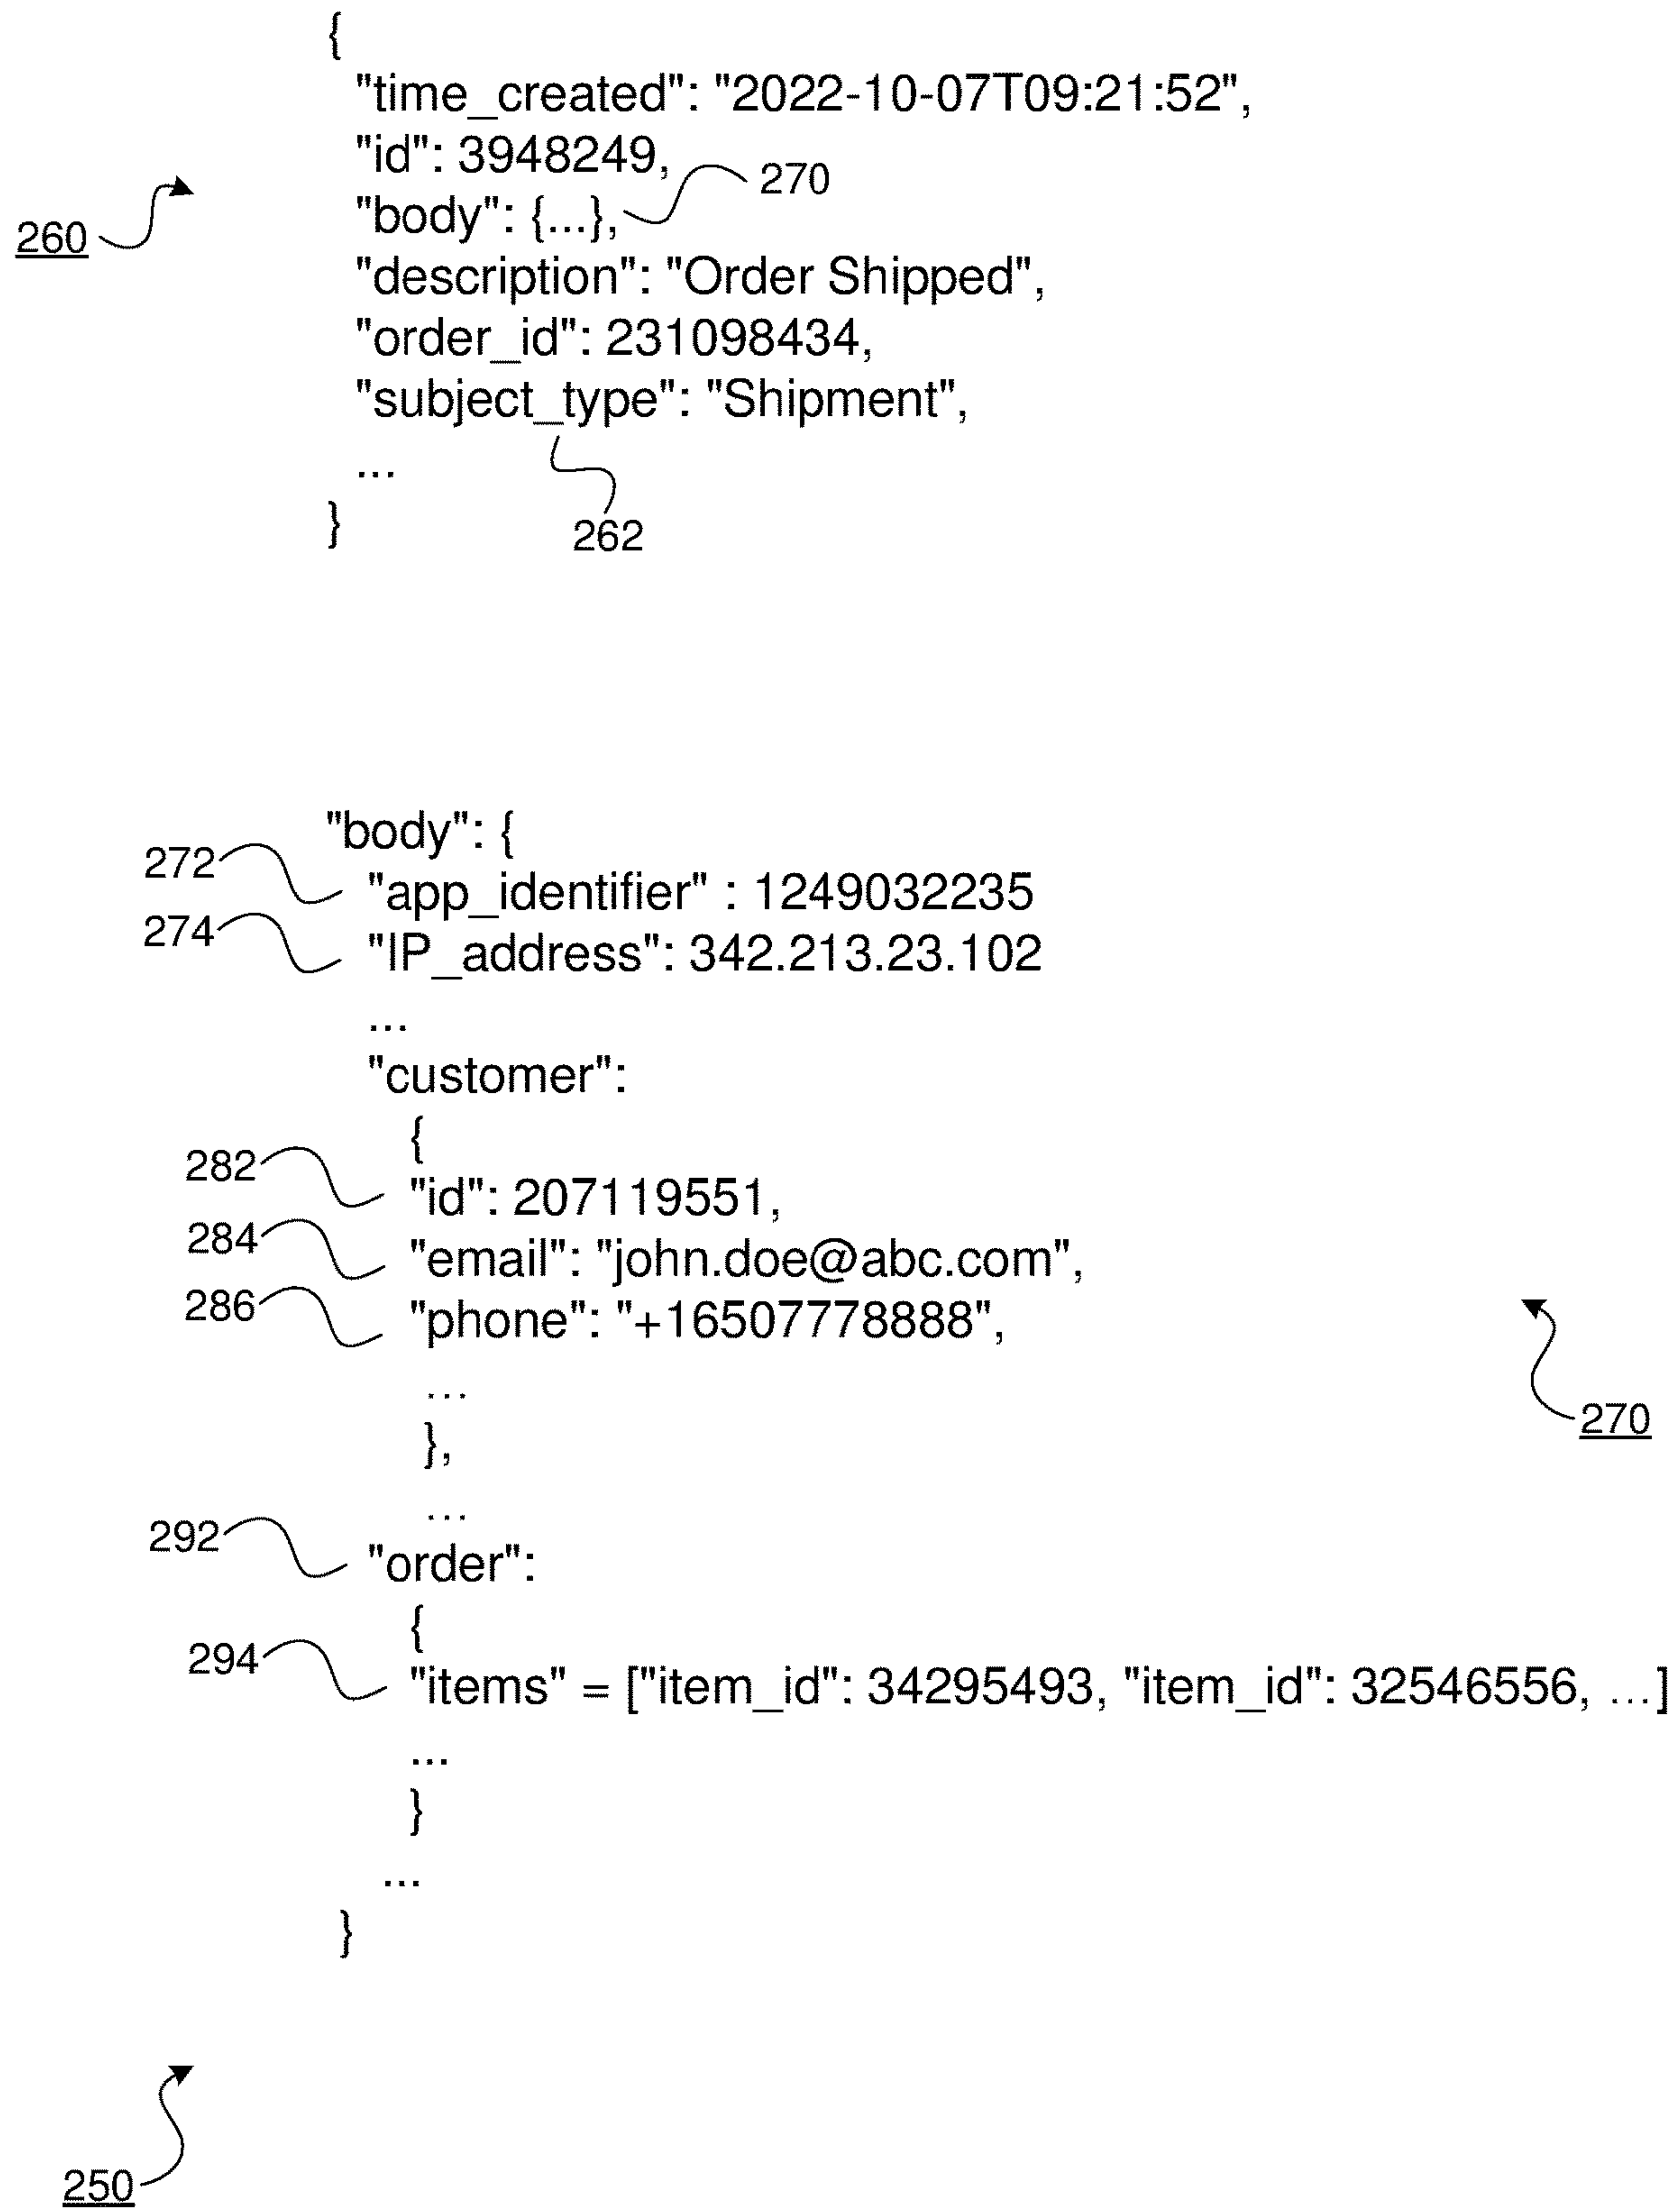 {
"time_created": "2022-10-07T09:21:52",
"id": 3948249,
270
"body": {...},
260
"description": "Order Shipped",
"order_id": 231098434,
"subject_type": "Shipment",
...
}
262
"body": {
272
"app_identifier" : 1249032235
274
"IP_address": 342.213.23.102
...
"customer":
{
282
"id": 207119551,
284
"email": "john.doe@abc.com",
286
"phone": "+16507778888",
...
270
},
...
292
"order":
{
294
"items" = ["item_id": 34295493, "item_id": 32546556, ...]
...
}
...
}
250